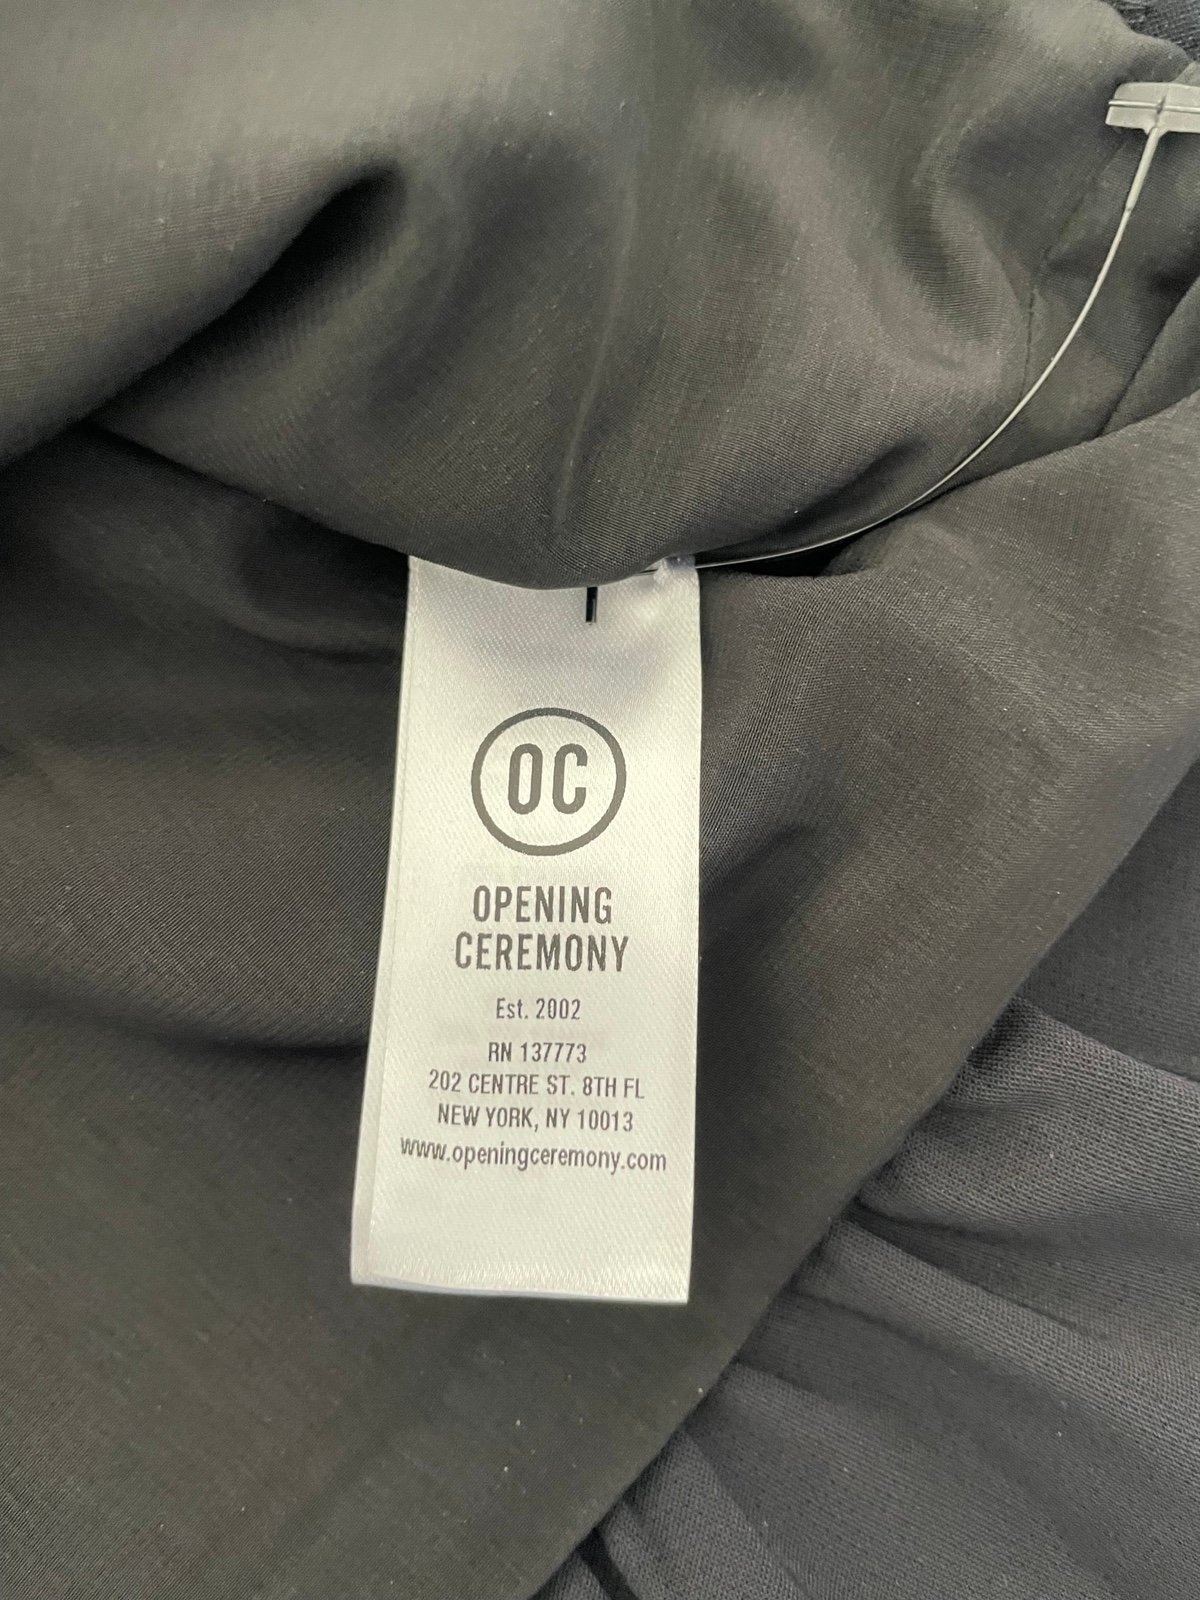 OC
OPENING
CEREMONY
Est. 2002
RN 137773
202 CENTRE ST. 8TH FL
NEW YORK, NY 10013
www.openingceremony.com